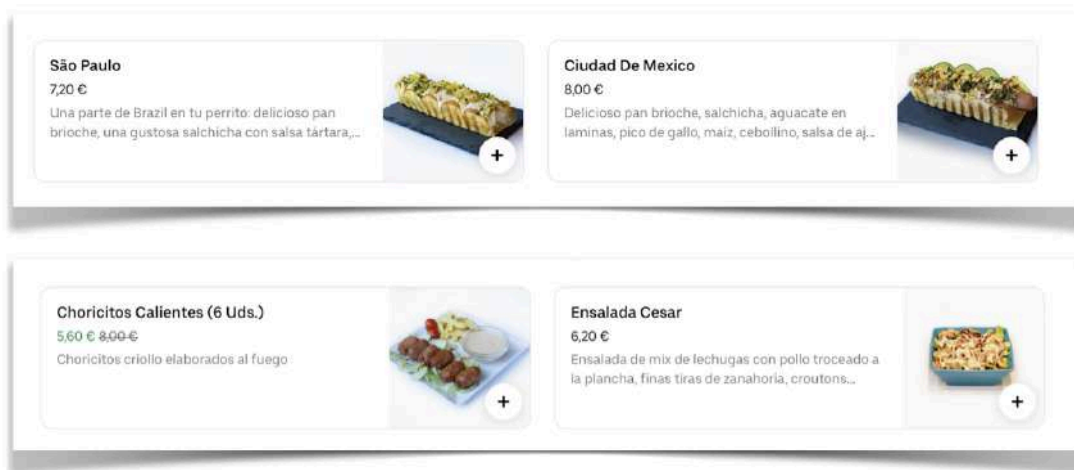 São Paulo
7,20 €
Una parte de Brazil en tu perrito: delicioso pan
brioche, una gustosa salchicha con salsa tártara,...
Ciudad De Mexico
8,00 €
Delicioso pan brioche, salchicha, aguacate en
laminas, pico de gallo, maiz, cebollino, salsa de aj...
Choricitos Calientes (6 Uds.)
5,60 € 8,00 €
Choricitos criollo elaborados al fuego
Ensalada Cesar
6,20 €
Ensalada de mix de lechugas con pollo troceado a
la plancha, finas tiras de zanahoria, croutons...